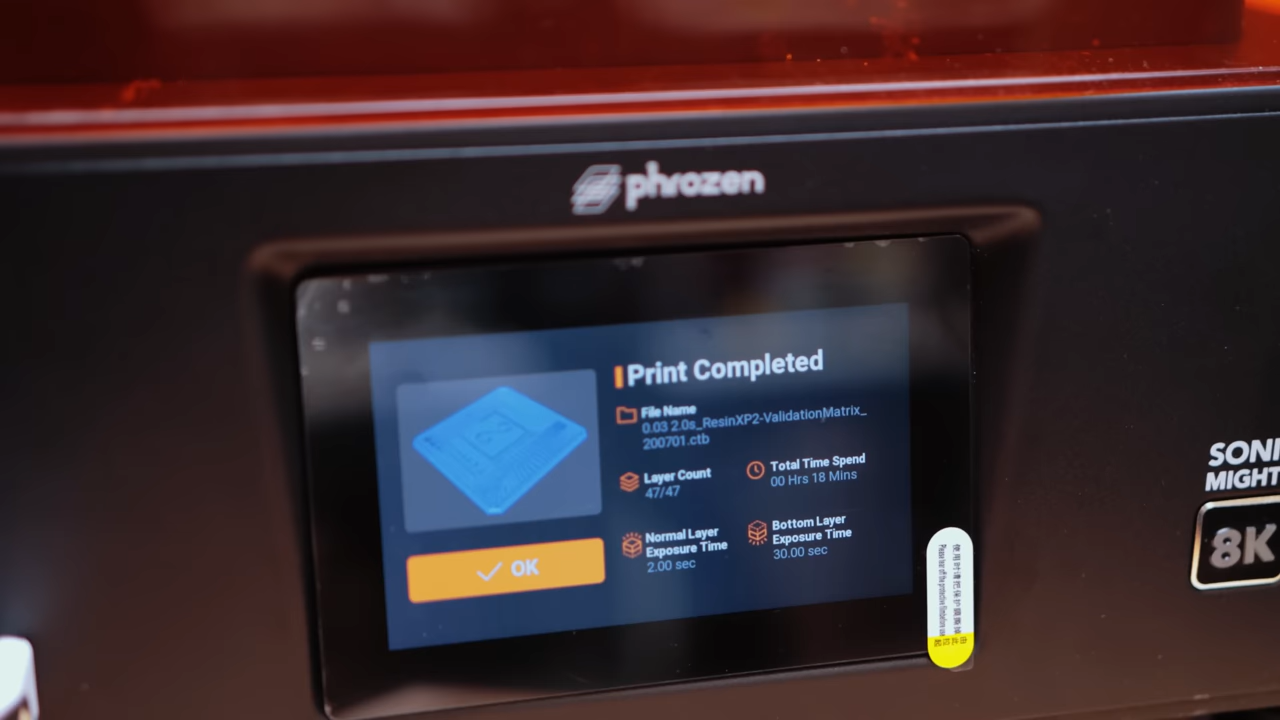 phrozen
Print Completed
File Name
0.03 2.0s_ResinXP2-ValidationMatrix_
200701.ctb
Layer Count
47/47
Total Time Spend
00 Hrs 18 Mins
Normal Layer
Exposure Time
2.00 sec
Bottom Layer
Exposure Time
30.00 sec
OK
SONI
MIGHT
8K